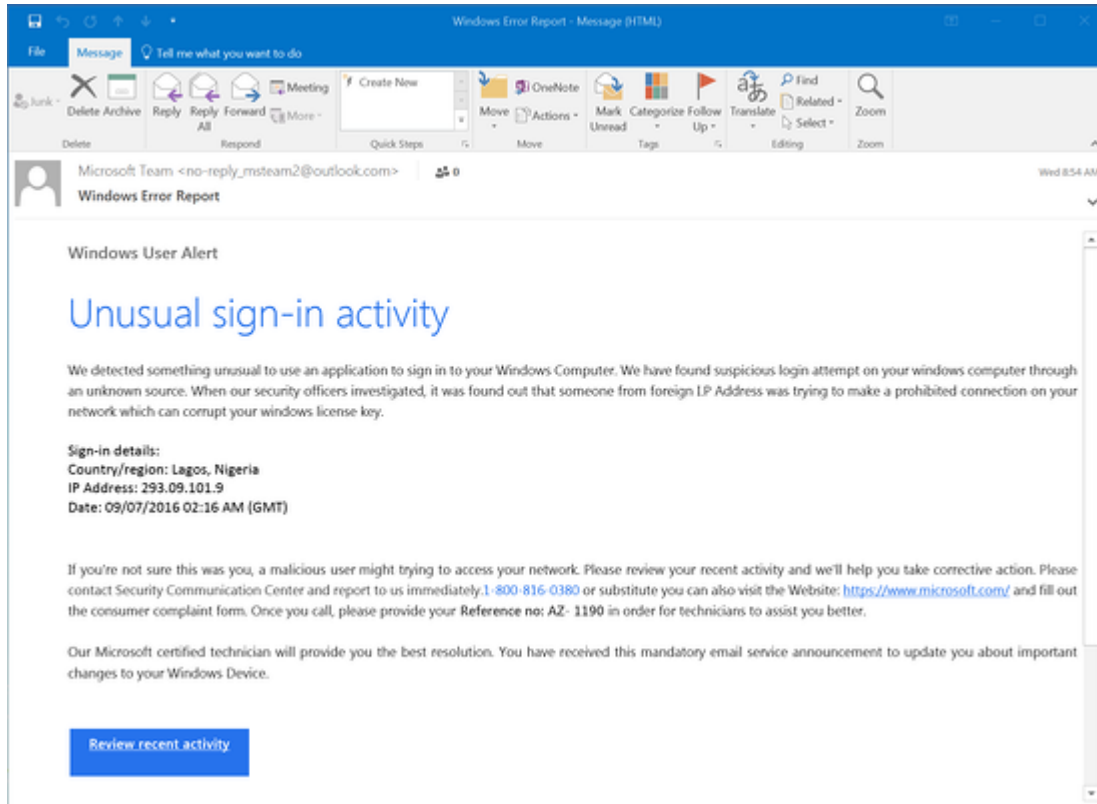 Windows Error Report - Message (HTML)
File Message Tell me what you want to do
Junk
Delete Archive
Reply Reply All Forward
Meeting
More
Create New
Move
OneNote
Actions
Mark Unread Categorize Follow Up
Translate
Find
Related
Select
Zoom
Delete Respond Quick Steps Move Tags Editing Zoom
Microsoft Team <no-reply_msteam2@outlook.com> 0 Wed 8:54 AM
Windows Error Report
Windows User Alert
Unusual sign-in activity
We detected something unusual to use an application to sign in to your Windows Computer. We have found suspicious login attempt on your windows computer through
an unknown source. When our security officers investigated, it was found out that someone from foreign I.P Address was trying to make a prohibited connection on your
network which can corrupt your windows license key.
Sign-in details:
Country/region: Lagos, Nigeria
IP Address: 293.09.101.9
Date: 09/07/2016 02:16 AM (GMT)
If you're not sure this was you, a malicious user might trying to access your network. Please review your recent activity and we'll help you take corrective action. Please
contact Security Communication Center and report to us immediately.1-800-816-0380 or substitute you can also visit the Website: https://www.microsoft.com/ and fill out
the consumer complaint form. Once you call, please provide your Reference no: AZ- 1190 in order for technicians to assist you better.
Our Microsoft certified technician will provide you the best resolution. You have received this mandatory email service announcement to update you about important
changes to your Windows Device.
Review recent activity